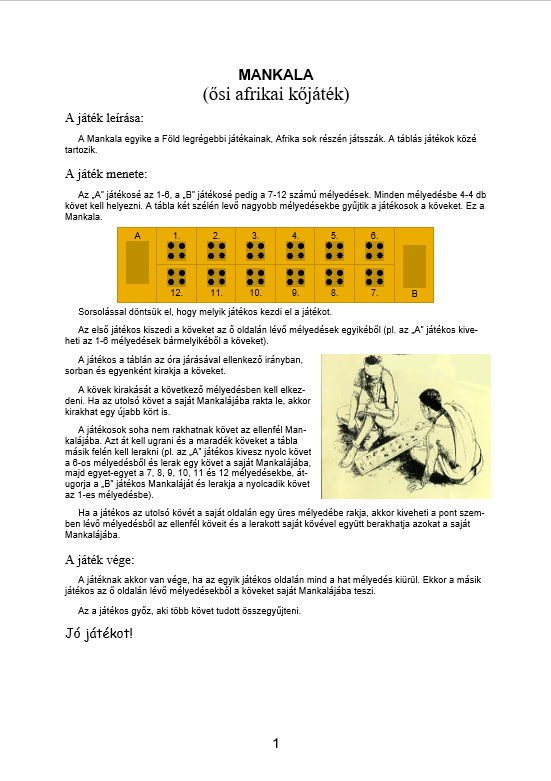 MANKALA
(ősi afrikai kőjáték)
A játék leírása:
A Mankala egyike a Föld legrégebbi játékainak, Afrika sok részén játsszák. A táblás játékok közé
tartozik.
A játék menete:
Az „A” játékosé az 1-6, a „B” játékosé pedig a 7-12 számú mélyedések. Minden mélyedésbe 4-4 db
követ kell helyezni. A tábla két szélén levő nagyobb mélyedésekbe gyűjtik a játékosok a köveket. Ez a
Mankala.
A 1. 2. 3. 4. 5. 6.
12. 11. 10. 9. 8. 7. B
Sorsolással döntsük el, hogy melyik játékos kezdi el a játékot.
Az első játékos kiszedi a köveket az ő oldalán lévő mélyedések egyikéből (pl. az „A” játékos kive-
heti az 1-6 mélyedések bármelyikéből a köveket).
A játékos a táblán az óra járásával ellenkező irányban,
sorban és egyenként kirakja a köveket.
A kövek kirakását a következő mélyedésben kell elkez-
deni. Ha az utolsó követ a saját Mankalájába rakta le, akkor
kirakhat egy újabb kört is.
A játékosok soha nem rakhatnak követ az ellenfél Man-
kalájába. Azt át kell ugrani és a maradék köveket a tábla
másik felén kell lerakni (pl. az „A” játékos kivesz nyolc követ
a 6-os mélyedésből és lerak egy követ a saját Mankalájába,
majd egyet-egyet a 7, 8, 9, 10, 11 és 12 mélyedésekbe, át-
ugorja a „B” játékos Mankaláját és lerakja a nyolcadik követ
az 1-es mélyedésbe).
Ha a játékos az utolsó kövét a saját oldalán egy üres mélyedébe rakja, akkor kiveheti a pont szem-
ben lévő mélyedésből az ellenfél köveit és a lerakott saját kövével együtt berakhatja azokat a saját
Mankalájába.
A játék vége:
A játéknak akkor van vége, ha az egyik játékos oldalán mind a hat mélyedés kiürül. Ekkor a másik
játékos az ő oldalán lévő mélyedésekből a köveket saját Mankalájába teszi.
Az a játékos győz, aki több követ tudott összegyűjteni.
Jó játékot!
1